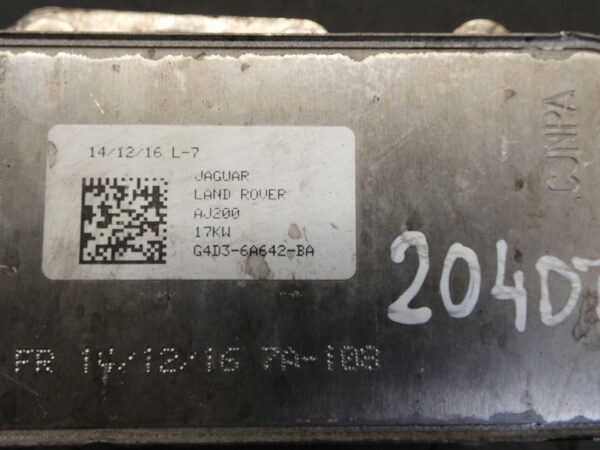 14/12/16 L-7
JAGUAR
LAND ROVER
AJ200
17KW
G4D3-6A642-BA
204DT
FR 14/12/16 7A-108